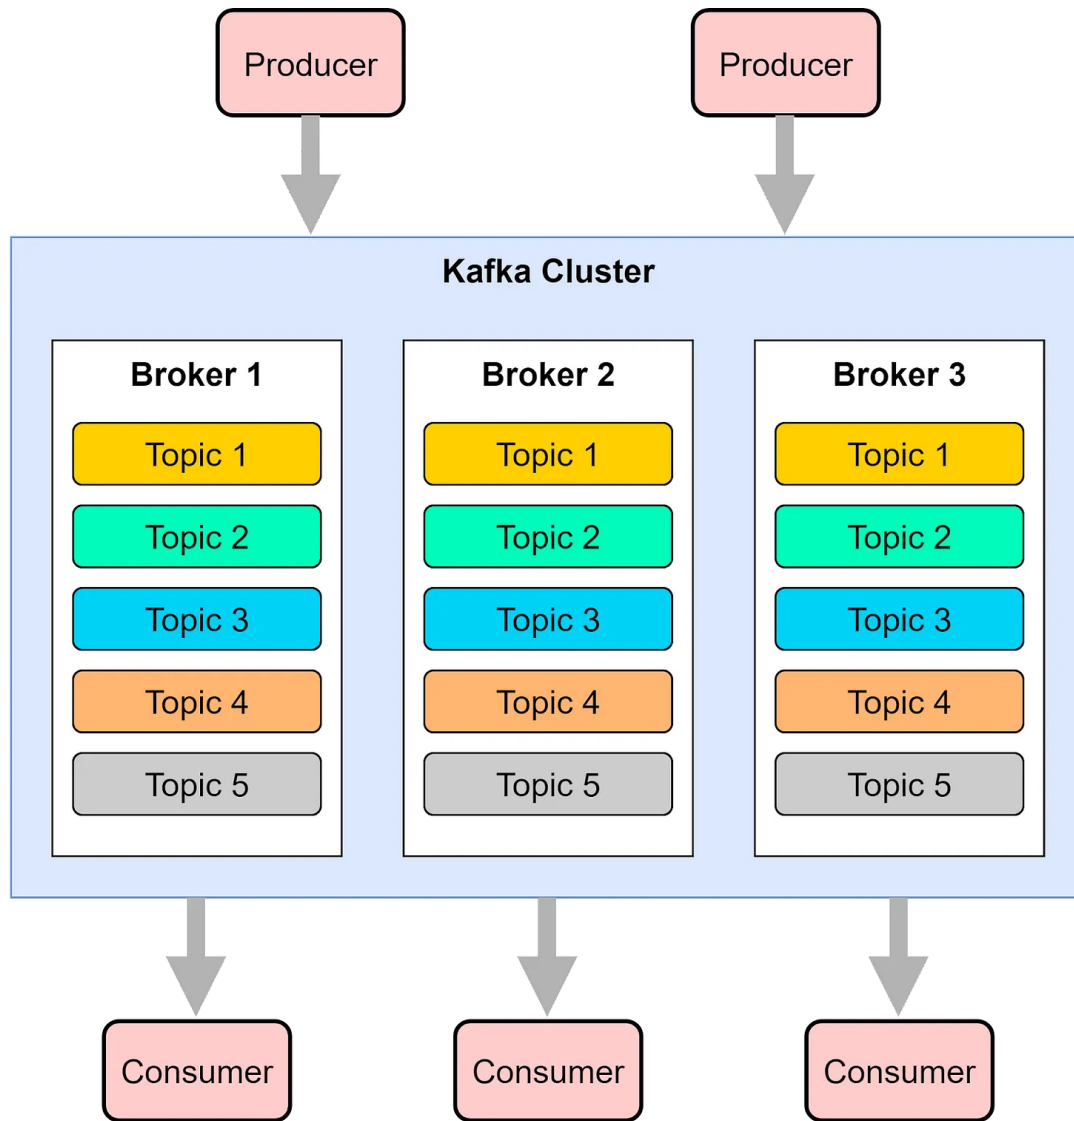 Producer
Producer
Kafka Cluster
Broker 1
Topic 1
Topic 2
Topic 3
Topic 4
Topic 5
Broker 2
Topic 1
Topic 2
Topic 3
Topic 4
Topic 5
Broker 3
Topic 1
Topic 2
Topic 3
Topic 4
Topic 5
Consumer
Consumer
Consumer